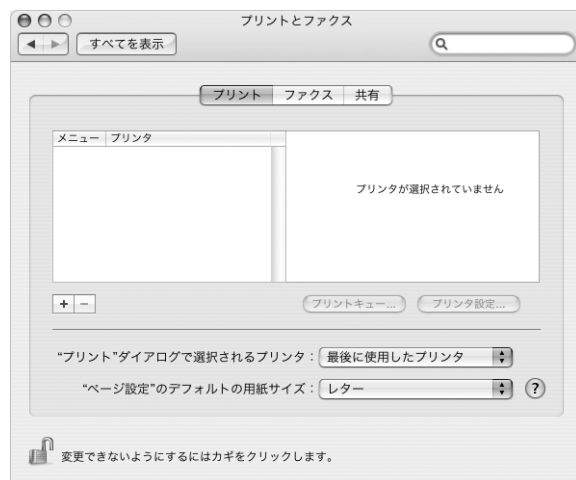 プリントとファクス
すべてを表示
プリント ファクス 共有
メニュー プリンタ
プリンタが選択されていません
+ −
プリントキュー... プリンタ設定...
“プリント”ダイアログで選択されるプリンタ： 最後に使用したプリンタ
“ページ設定”のデフォルトの用紙サイズ： レター ?
変更できないようにするにはカギをクリックします。